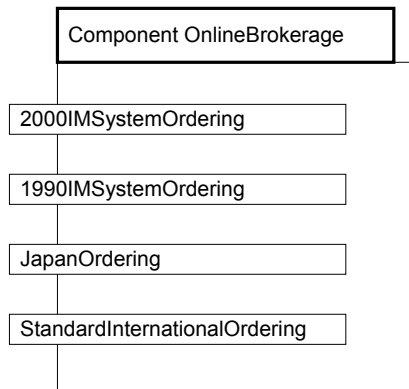 Component OnlineBrokerage
2000IMSystemOrdering
1990IMSystemOrdering
JapanOrdering
StandardInternationalOrdering